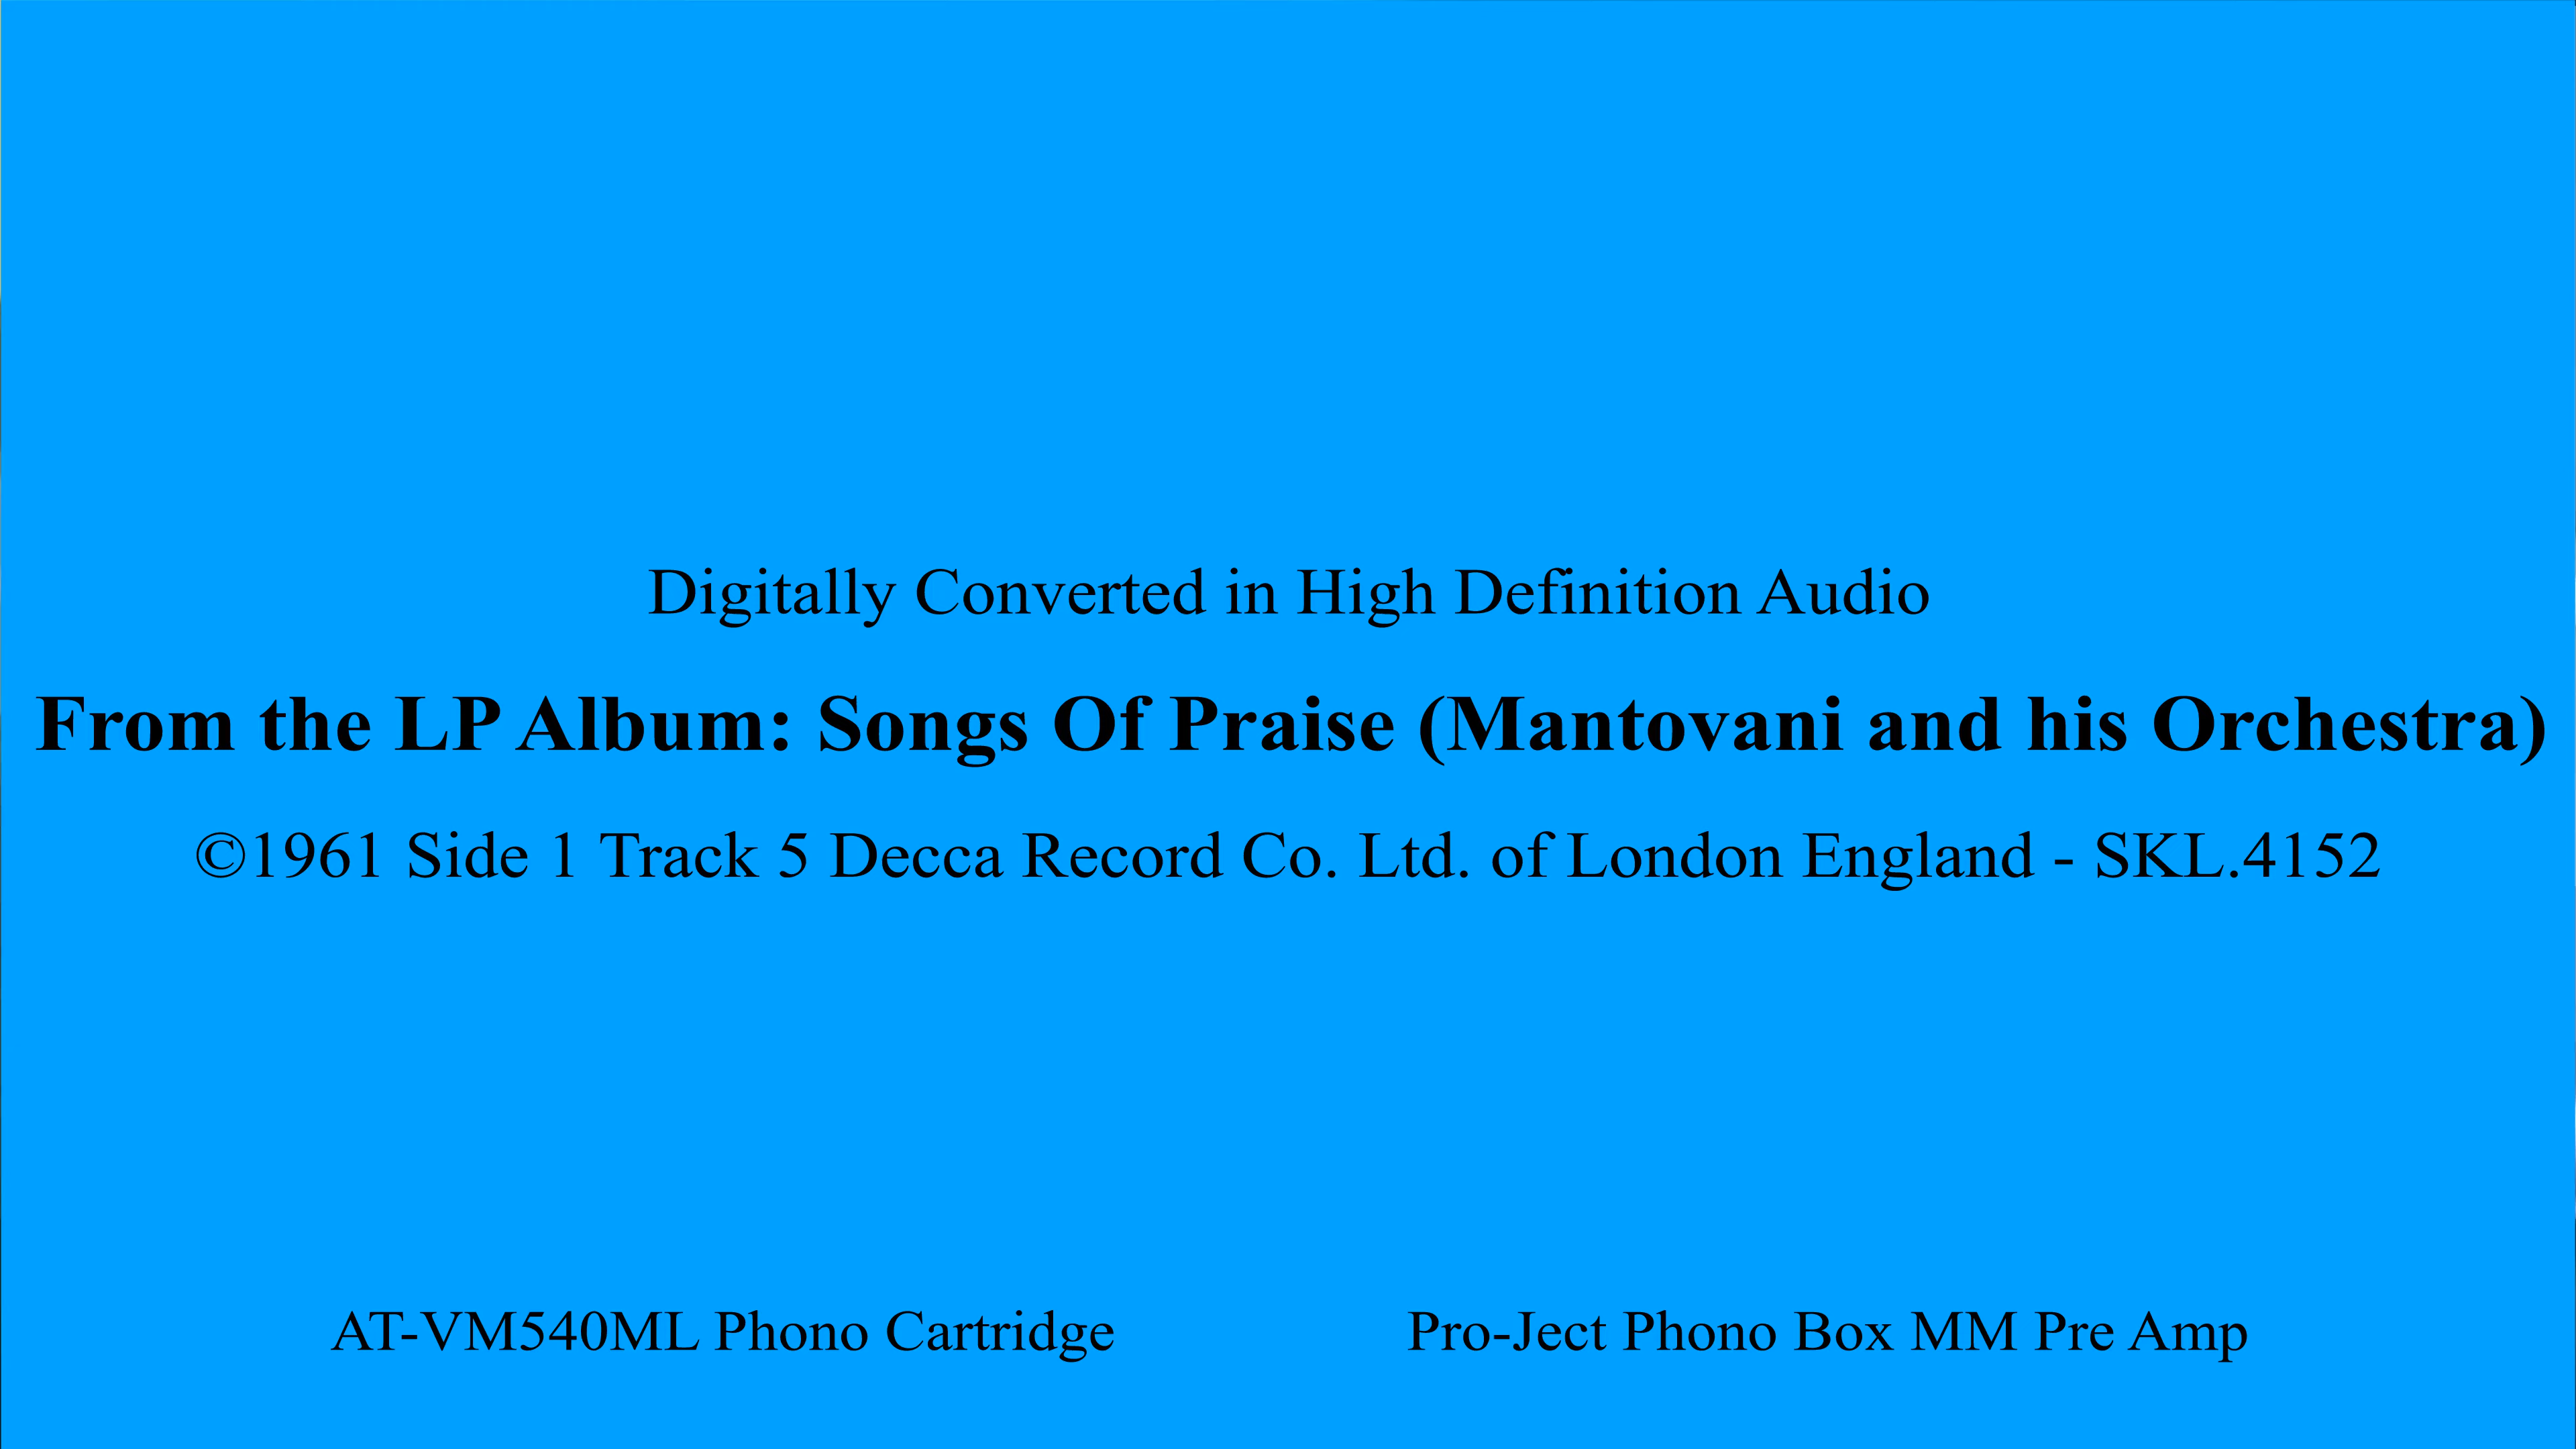 Digitally Converted in High Definition Audio
From the LP Album: Songs Of Praise (Mantovani and his Orchestra)
©1961 Side 1 Track 5 Decca Record Co. Ltd. of London England - SKL.4152
AT-VM540ML Phono Cartridge
Pro-Ject Phono Box MM Pre Amp